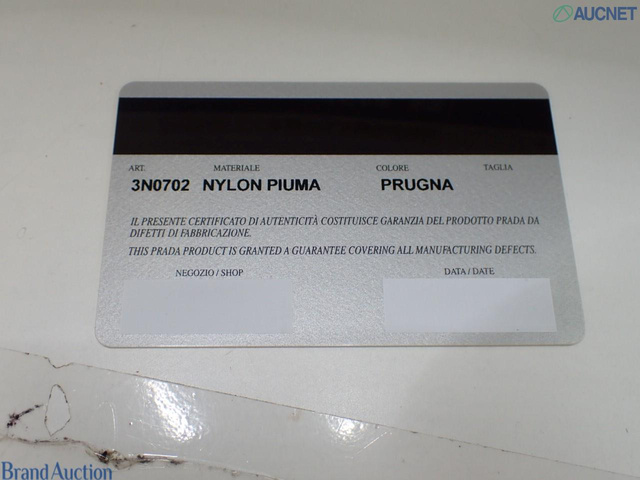 AUCNET
ART. MATERIALE COLORE TAGLIA
3N0702 NYLON PIUMA PRUGNA
IL PRESENTE CERTIFICATO DI AUTENTICITÀ COSTITUISCE GARANZIA DEL PRODOTTO PRADA DA
DIFETTI DI FABBRICAZIONE.
THIS PRADA PRODUCT IS GRANTED A GUARANTEE COVERING ALL MANUFACTURING DEFECTS.
NEGOZIO / SHOP DATA / DATE
Brand Auction